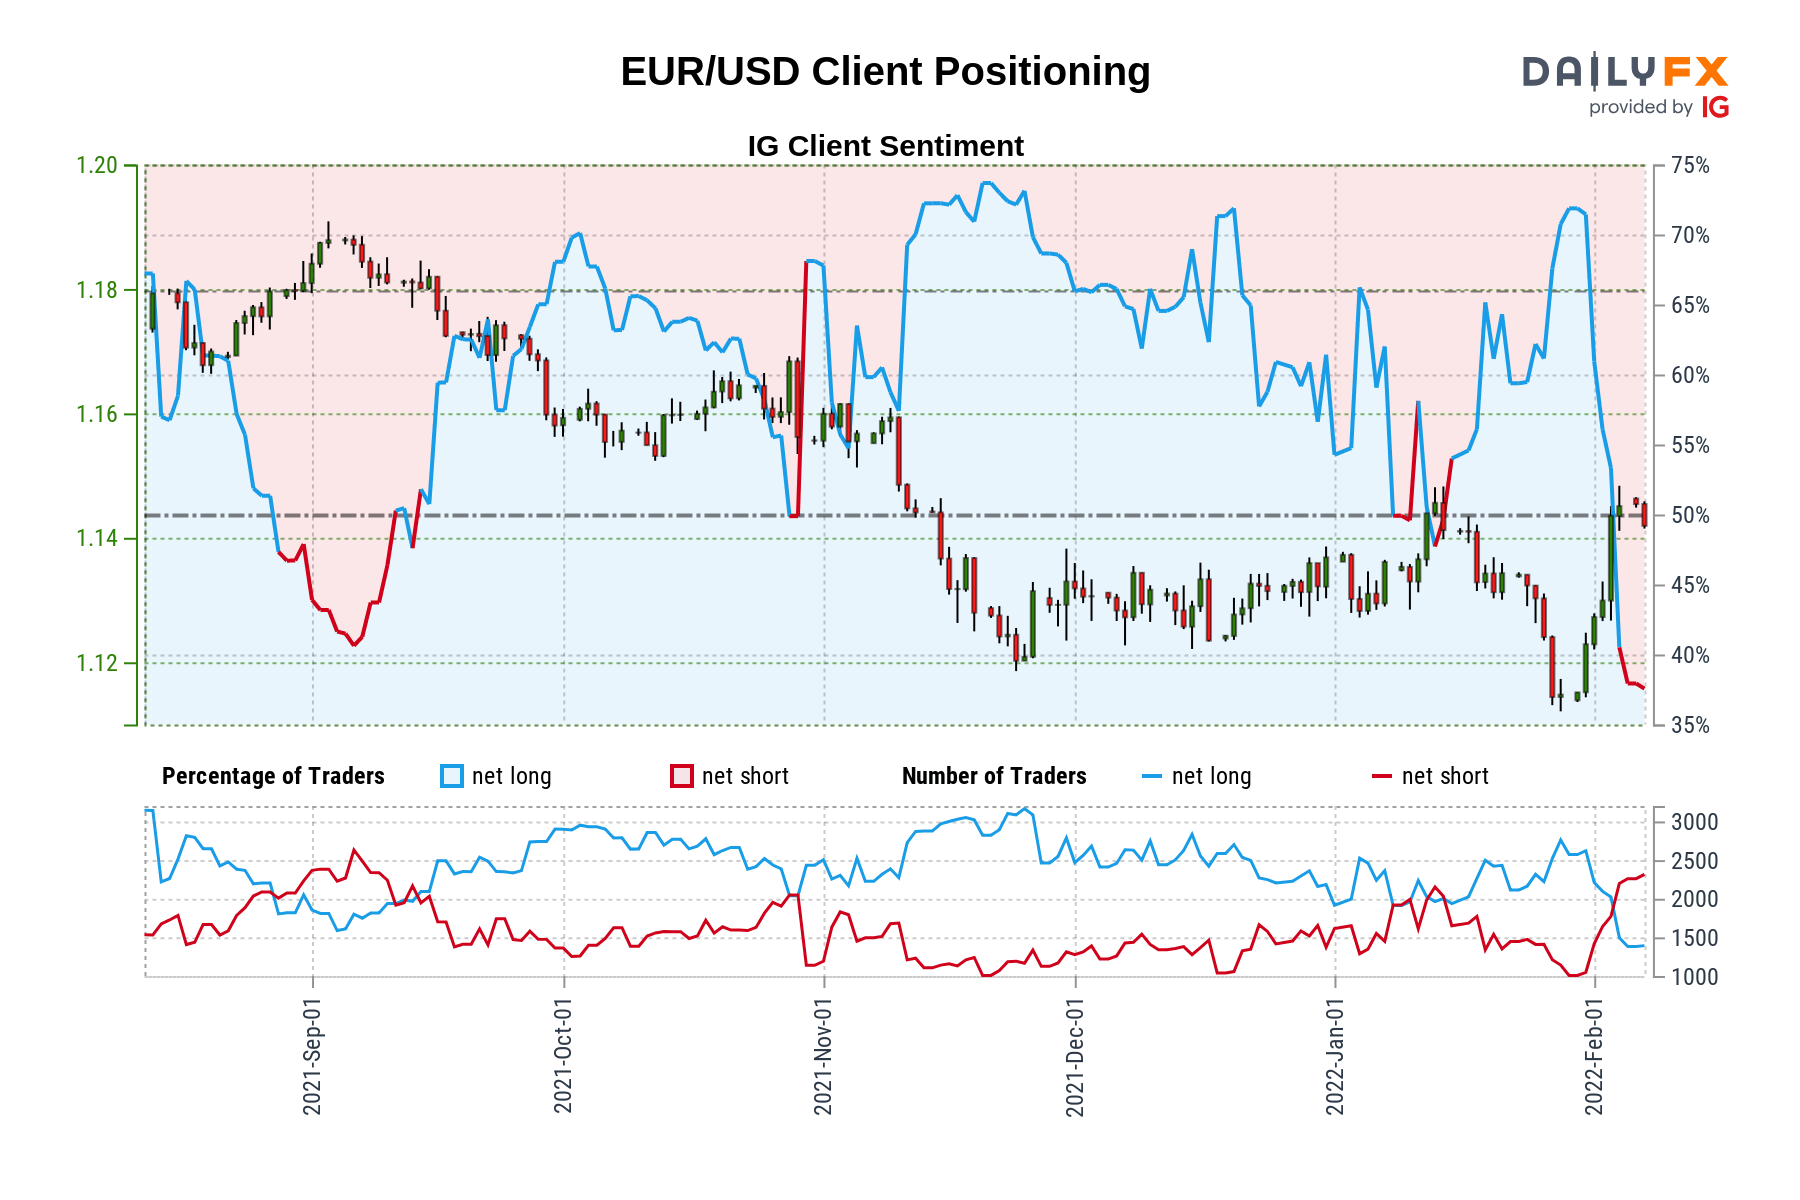 EUR/USD Client Positioning
DAILYFX
provided by IG
IG Client Sentiment
1.20
1.18
1.16
1.14
1.12
75%
70%
65%
60%
55%
50%
45%
40%
35%
Percentage of Traders net long net short Number of Traders net long net short
3000
2500
2000
1500
1000
2021-Sep-01
2021-Oct-01
2021-Nov-01
2021-Dec-01
2022-Jan-01
2022-Feb-01